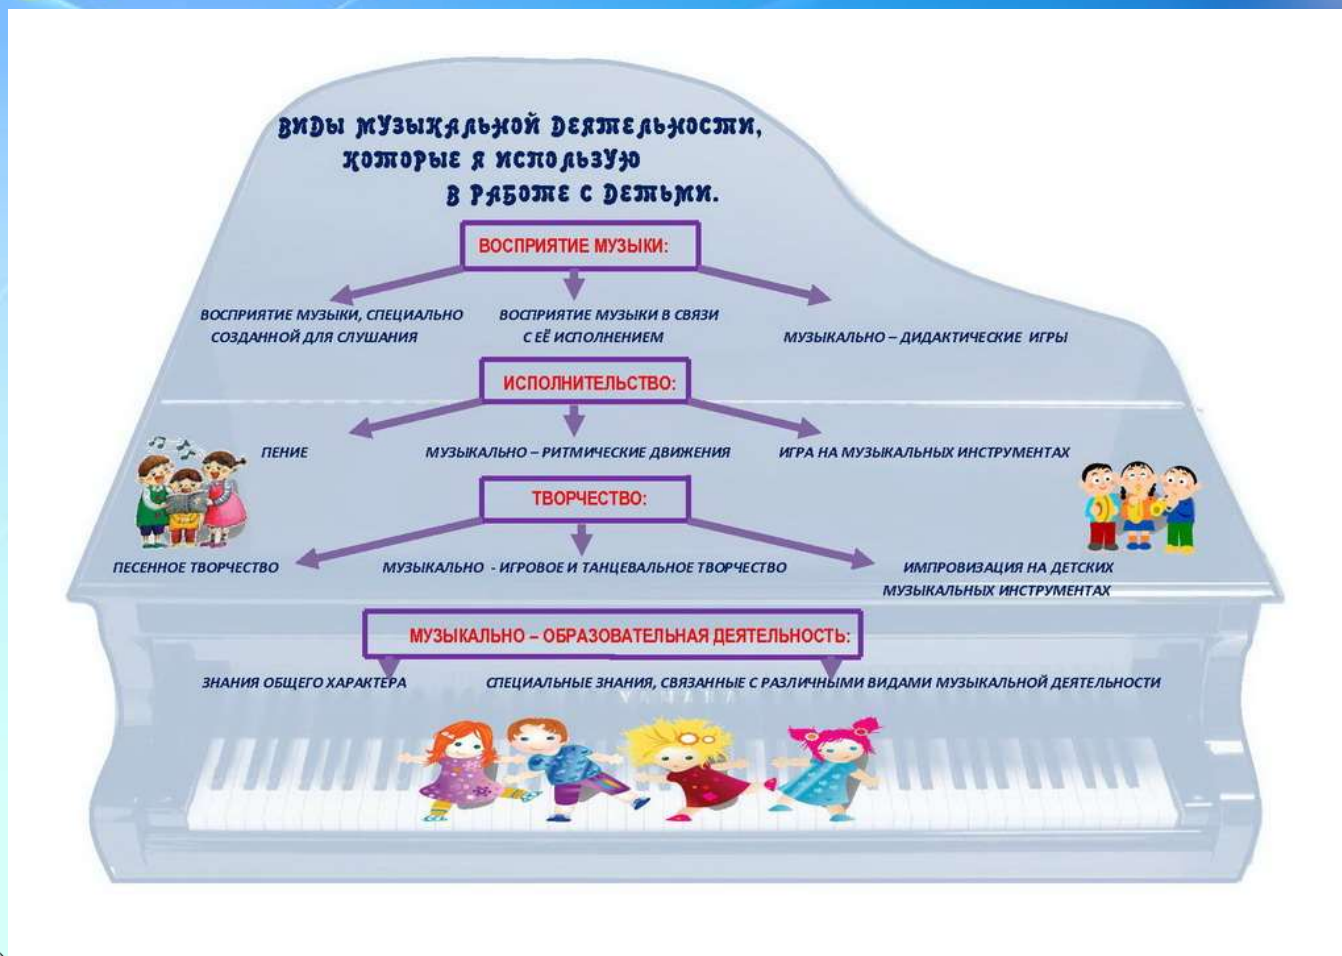 ВИДЫ МУЗЫКАЛЬНОЙ ДЕЯТЕЛЬНОСТИ,
КОТОРЫЕ Я ИСПОЛЬЗУЮ
В РАБОТЕ С ДЕТЬМИ.
ВОСПРИЯТИЕ МУЗЫКИ:
ВОСПРИЯТИЕ МУЗЫКИ, СПЕЦИАЛЬНО
СОЗДАННОЙ ДЛЯ СЛУШАНИЯ
ВОСПРИЯТИЕ МУЗЫКИ В СВЯЗИ
С ЕЁ ИСПОЛНЕНИЕМ
МУЗЫКАЛЬНО – ДИДАКТИЧЕСКИЕ ИГРЫ
ИСПОЛНИТЕЛЬСТВО:
ПЕНИЕ
МУЗЫКАЛЬНО – РИТМИЧЕСКИЕ ДВИЖЕНИЯ
ИГРА НА МУЗЫКАЛЬНЫХ ИНСТРУМЕНТАХ
ТВОРЧЕСТВО:
ПЕСЕННОЕ ТВОРЧЕСТВО
МУЗЫКАЛЬНО - ИГРОВОЕ И ТАНЦЕВАЛЬНОЕ ТВОРЧЕСТВО
ИМПРОВИЗАЦИЯ НА ДЕТСКИХ
МУЗЫКАЛЬНЫХ ИНСТРУМЕНТАХ
МУЗЫКАЛЬНО – ОБРАЗОВАТЕЛЬНАЯ ДЕЯТЕЛЬНОСТЬ:
ЗНАНИЯ ОБЩЕГО ХАРАКТЕРА
СПЕЦИАЛЬНЫЕ ЗНАНИЯ, СВЯЗАННЫЕ С РАЗЛИЧНЫМИ ВИДАМИ МУЗЫКАЛЬНОЙ ДЕЯТЕЛЬНОСТИ
YAMAHA